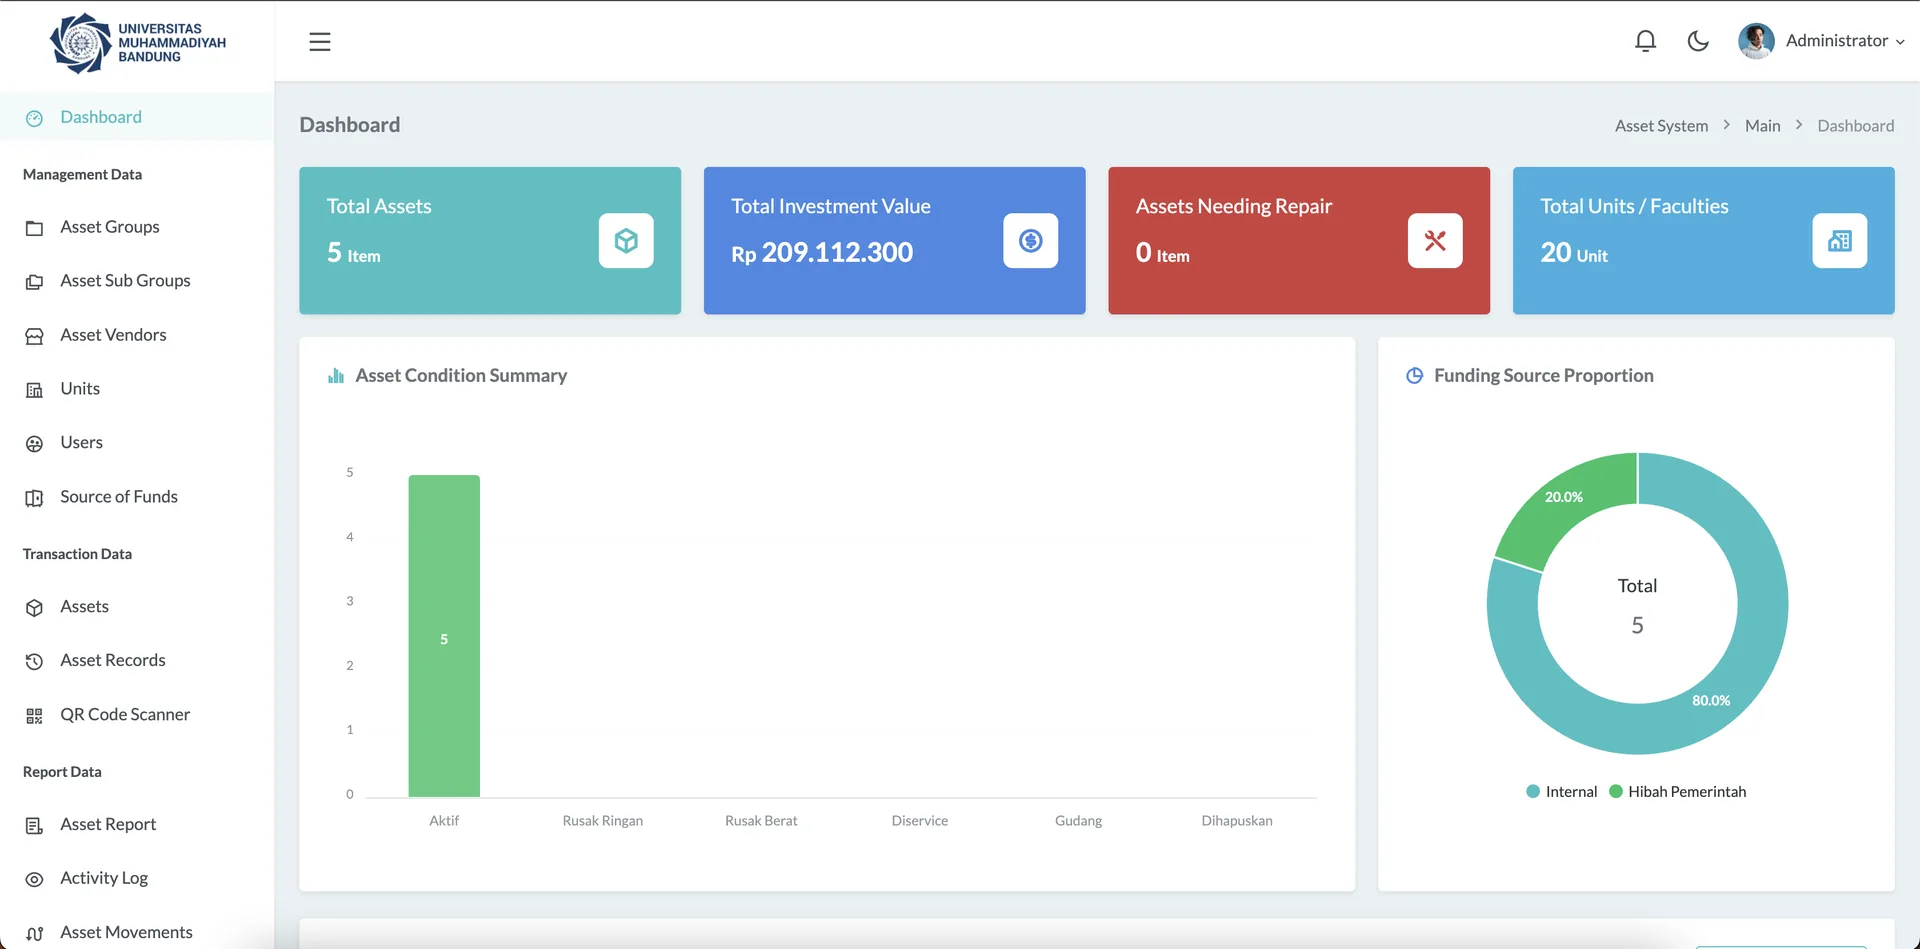 UNIVERSITAS
MUHAMMADIYAH
BANDUNG
Administrator
Dashboard
Management Data
Asset Groups
Asset Sub Groups
Asset Vendors
Units
Users
Source of Funds
Transaction Data
Assets
Asset Records
QR Code Scanner
Report Data
Asset Report
Activity Log
Asset Movements
Dashboard
Asset System > Main > Dashboard
Total Assets
5 Item
Total Investment Value
Rp 209.112.300
Assets Needing Repair
0 Item
Total Units / Faculties
20 Unit
Asset Condition Summary
5
4
3
2
1
0
5
Aktif Rusak Ringan Rusak Berat Diservice Gudang Dihapuskan
Funding Source Proportion
20.0%
Total
5
80.0%
Internal Hibah Pemerintah